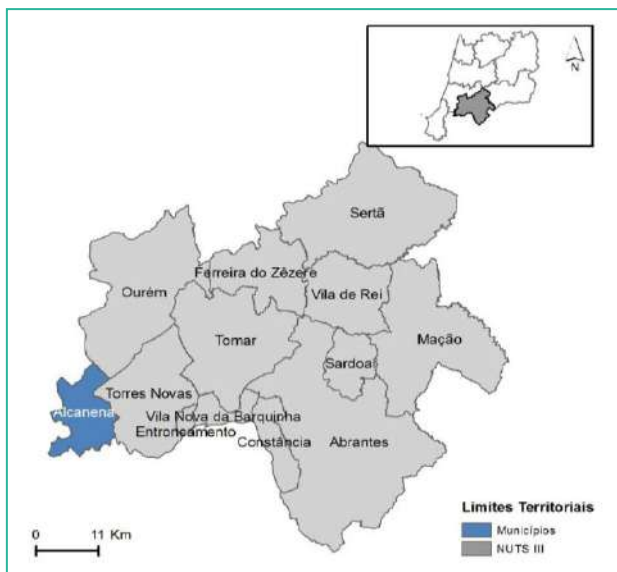 N
Sertã
Ferreira do Zêzere
Ourém
Vila de Rei
Tomar
Mação
Sardoal
Torres Novas
Alcanena
Vila Nova da Barquinha
Entroncamento
Constância
Abrantes
Limites Territoriais
0 11 Km
Municípios
NUTS III